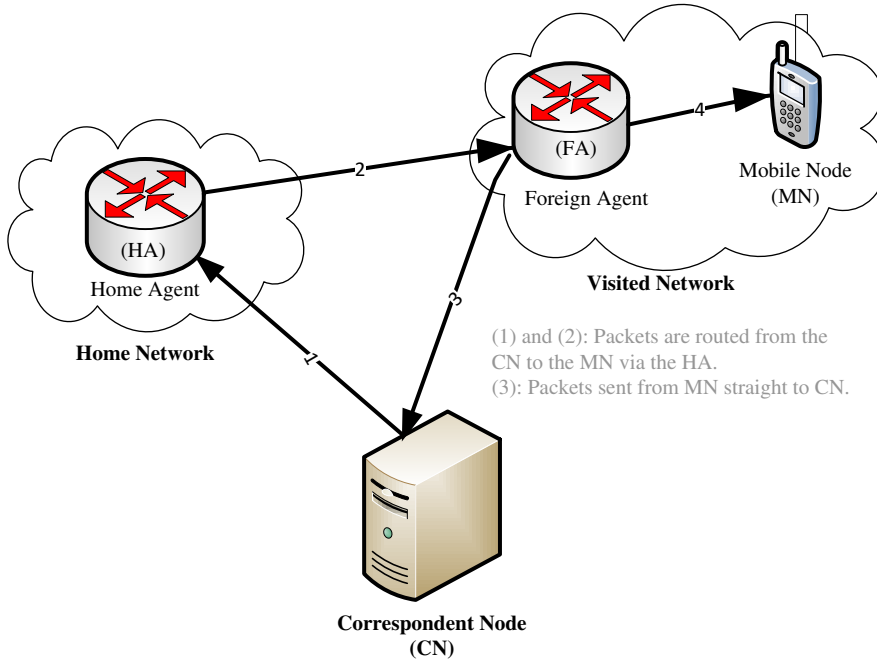 4
(FA)
Foreign Agent
Mobile Node
(MN)
Visited Network
2
(HA)
Home Agent
Home Network
3
1
(1) and (2): Packets are routed from the
CN to the MN via the HA.
(3): Packets sent from MN straight to CN.
Correspondent Node
(CN)